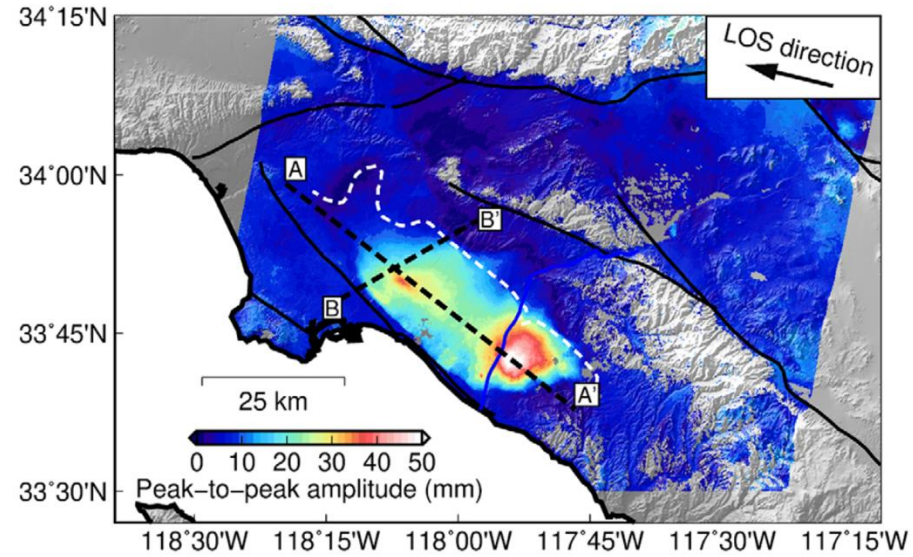 34°15'N
LOS direction
34°00'N
A
B'
B
33°45'N
A'
25 km
0 10 20 30 40 50
Peak−to−peak amplitude (mm)
33°30'N
118°30'W 118°15'W 118°00'W 117°45'W 117°30'W 117°15'W